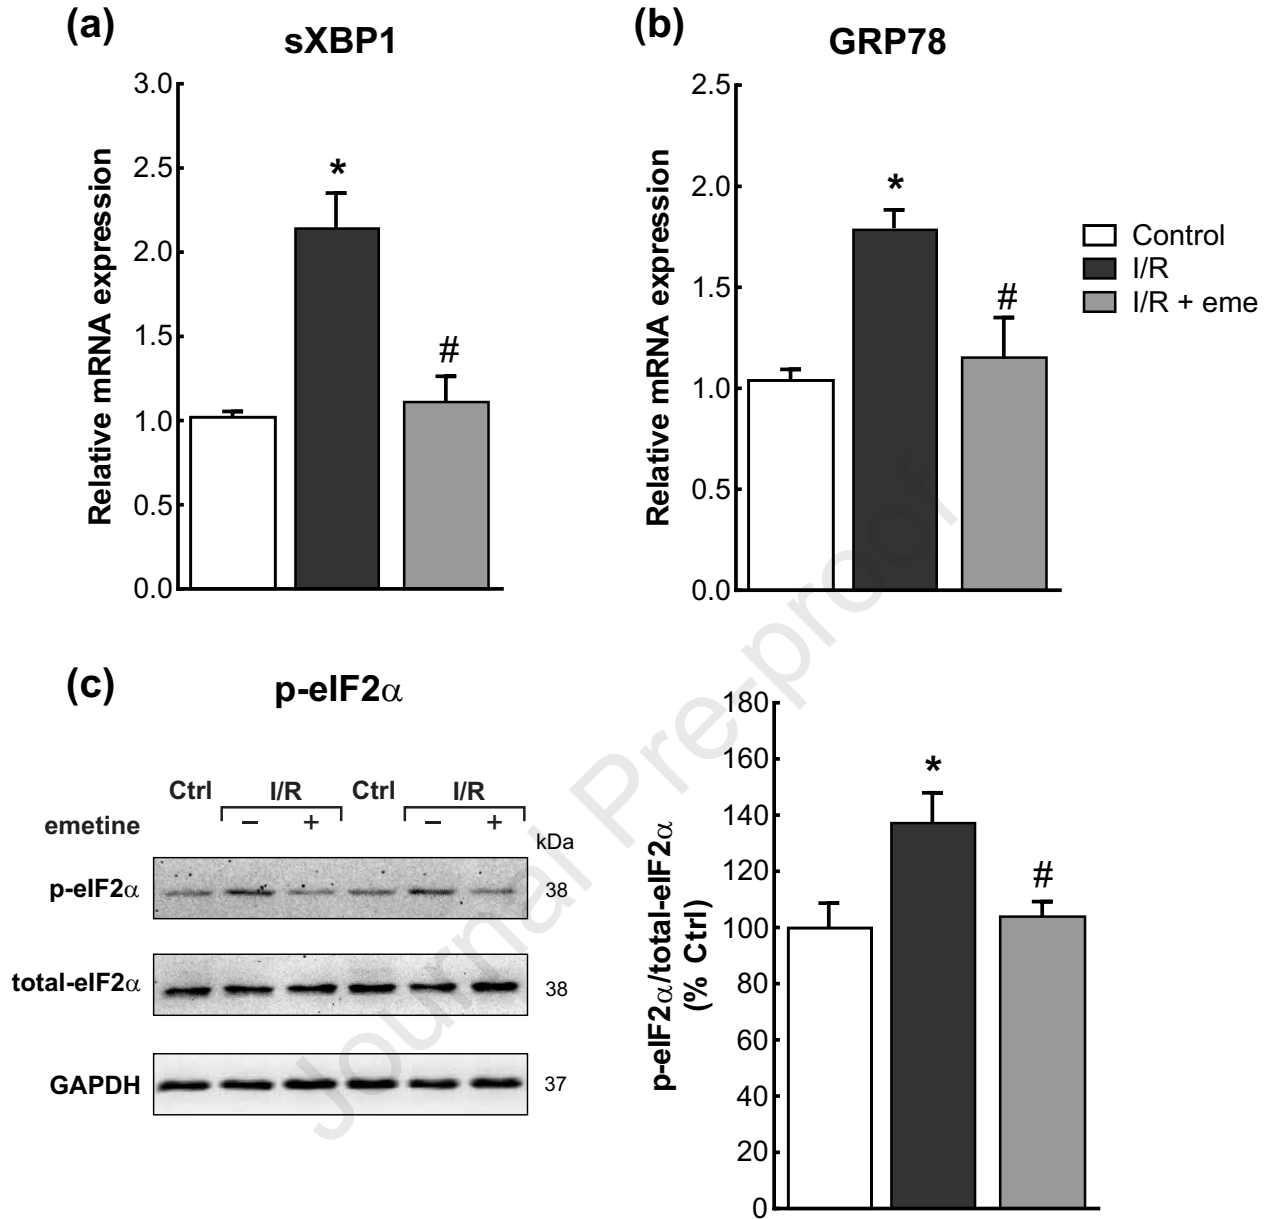 (a)
sXBP1
3.0
2.5
2.0
1.5
1.0
0.5
0.0
Relative mRNA expression
*
#
(b)
GRP78
2.5
2.0
1.5
1.0
0.5
0.0
Relative mRNA expression
*
#
Control
I/R
I/R + eme
(c)
p-eIF2α
Ctrl I/R Ctrl I/R
emetine − + − +
kDa
p-eIF2α 38
total-eIF2α 38
GAPDH 37
180
160
140
120
100
80
60
40
20
0
p-eIF2α/total-eIF2α
(% Ctrl)
*
#
Journal Pre-proof